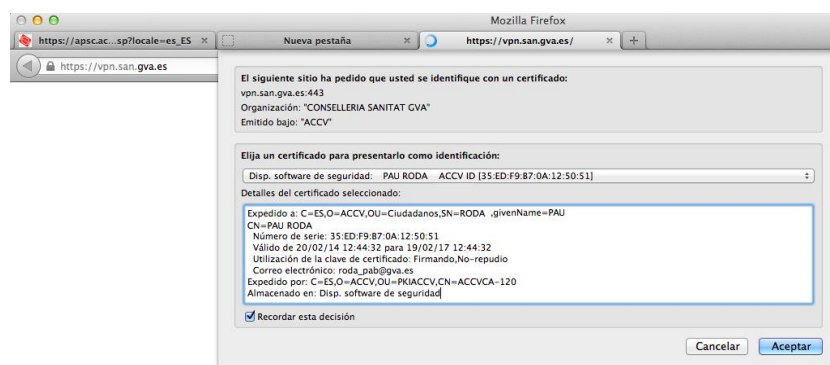 Mozilla Firefox
https://apsc.ac...sp?locale=es_ES
Nueva pestaña
https://vpn.san.gva.es/
https://vpn.san.gva.es
El siguiente sitio ha pedido que usted se identifique con un certificado:
vpn.san.gva.es:443
Organización: "CONSELLERIA SANITAT GVA"
Emitido bajo: "ACCV"
Elija un certificado para presentarlo como identificación:
Disp. software de seguridad: PAU RODA ACCV ID [35:ED:F9:B7:0A:12:50:51]
Detalles del certificado seleccionado:
Expedido a: C=ES,O=ACCV,OU=Ciudadanos,SN=RODA ,givenName=PAU
CN=PAU RODA
Número de serie: 35:ED:F9:B7:0A:12:50:51
Válido de 20/02/14 12:44:32 para 19/02/17 12:44:32
Utilización de la clave de certificado: Firmando,No-repudio
Correo electrónico: roda_pab@gva.es
Expedido por: C=ES,O=ACCV,OU=PKIACCV,CN=ACCVCA-120
Almacenado en: Disp. software de seguridad
Recordar esta decisión
Cancelar Aceptar